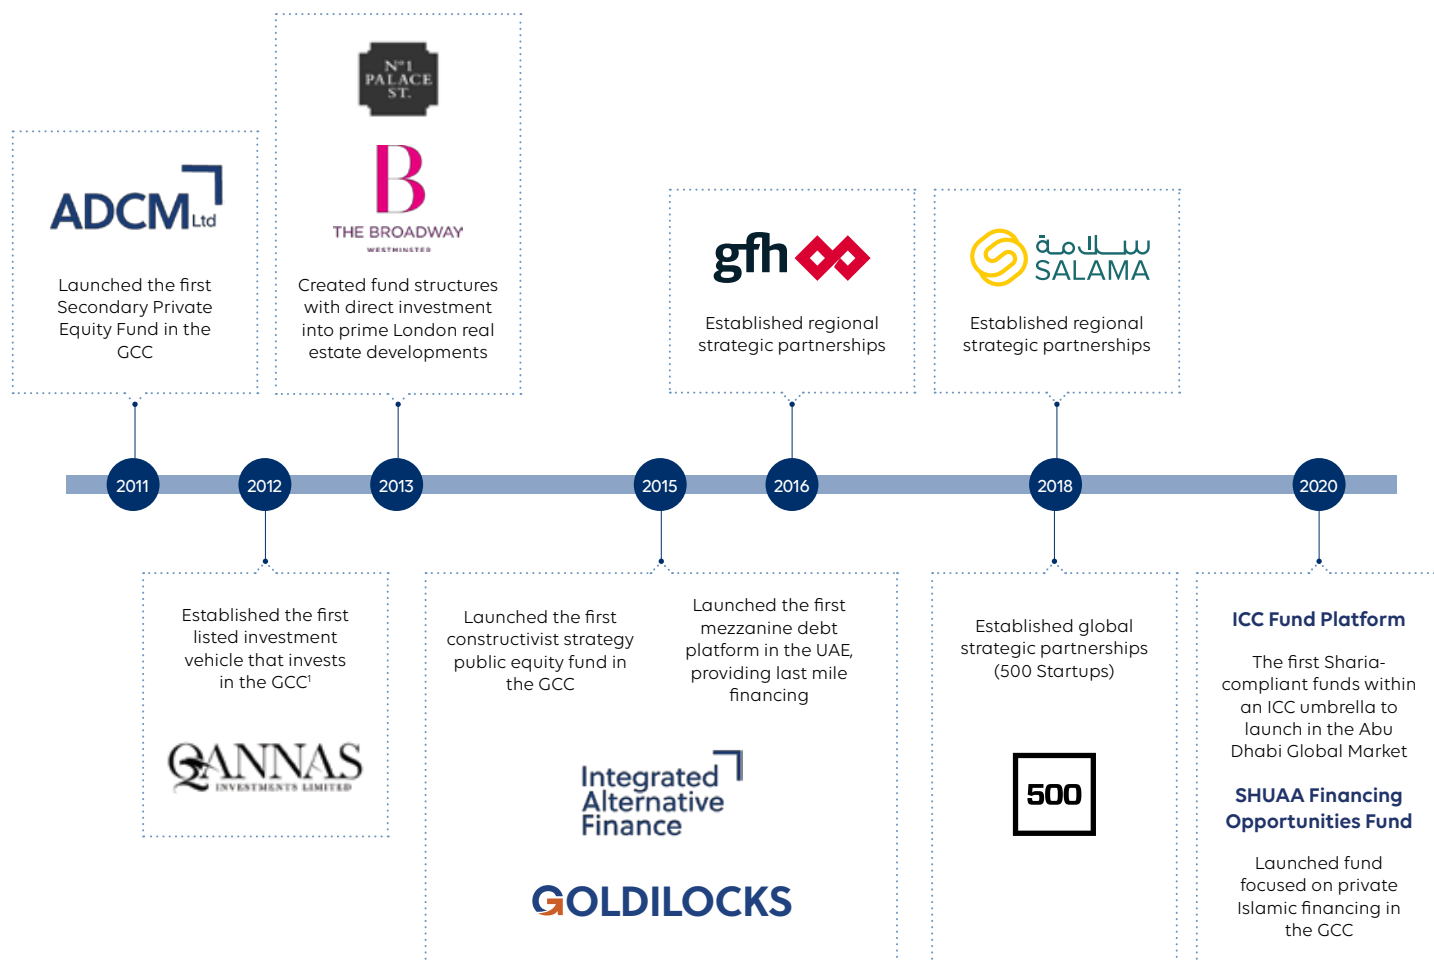 ADCM Ltd
Launched the first
Secondary Private
Equity Fund in the
GCC
Nº1
PALACE
ST.
B
THE BROADWAY
WESTMINSTER
Created fund structures
with direct investment
into prime London real
estate developments
gfh
Established regional
strategic partnerships
سلامة
SALAMA
Established regional
strategic partnerships
2011
2012
2013
2015
2016
2018
2020
Established the first
listed investment
vehicle that invests
in the GCC¹
QANNAS
INVESTMENTS LIMITED
Launched the first
constructivist strategy
public equity fund in
the GCC
Launched the first
mezzanine debt
platform in the UAE,
providing last mile
financing
Integrated
Alternative
Finance
GOLDILOCKS
Established global
strategic partnerships
(500 Startups)
500
ICC Fund Platform
The first Sharia-
compliant funds within
an ICC umbrella to
launch in the Abu
Dhabi Global Market
SHUAA Financing
Opportunities Fund
Launched fund
focused on private
Islamic financing in
the GCC